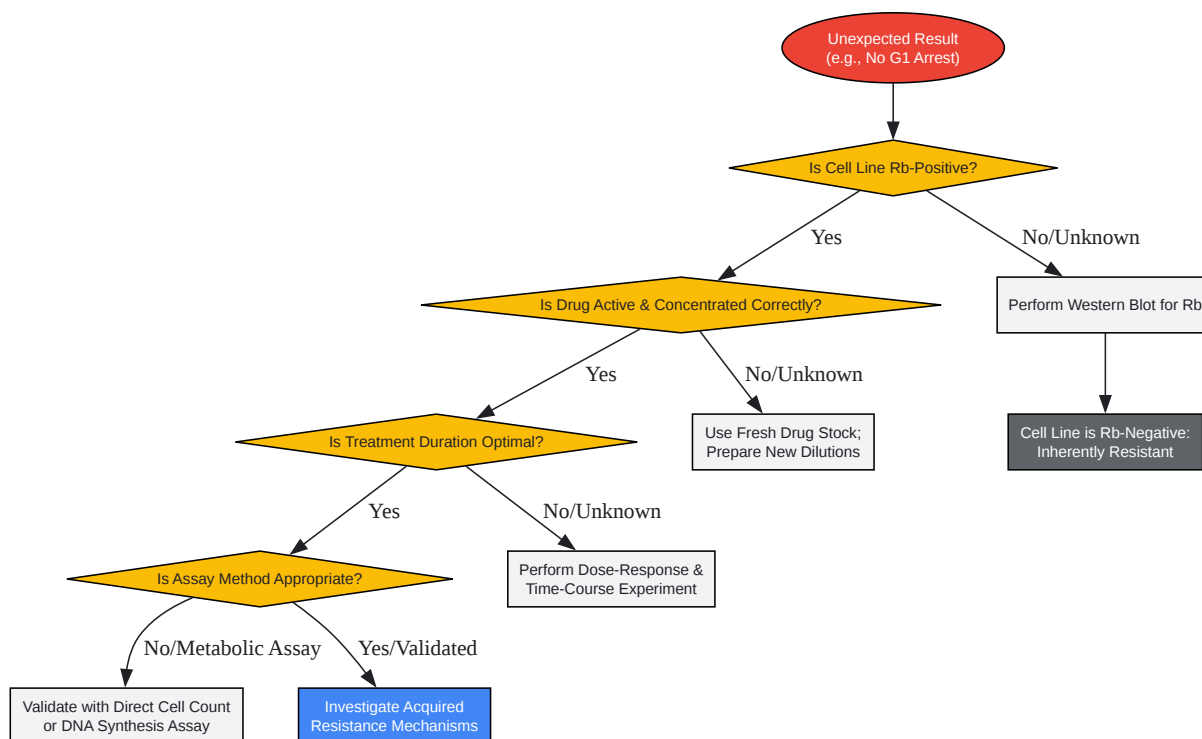 Unexpected Result
(e.g., No G1 Arrest)
Is Cell Line Rb-Positive?
Yes
No/Unknown
Is Drug Active & Concentrated Correctly?
Perform Western Blot for Rb
Yes
No/Unknown
Is Treatment Duration Optimal?
Use Fresh Drug Stock;
Prepare New Dilutions
Cell Line is Rb-Negative:
Inherently Resistant
Yes
No/Unknown
Is Assay Method Appropriate?
Perform Dose-Response &
Time-Course Experiment
No/Metabolic Assay
Yes/Validated
Validate with Direct Cell Count
or DNA Synthesis Assay
Investigate Acquired
Resistance Mechanisms